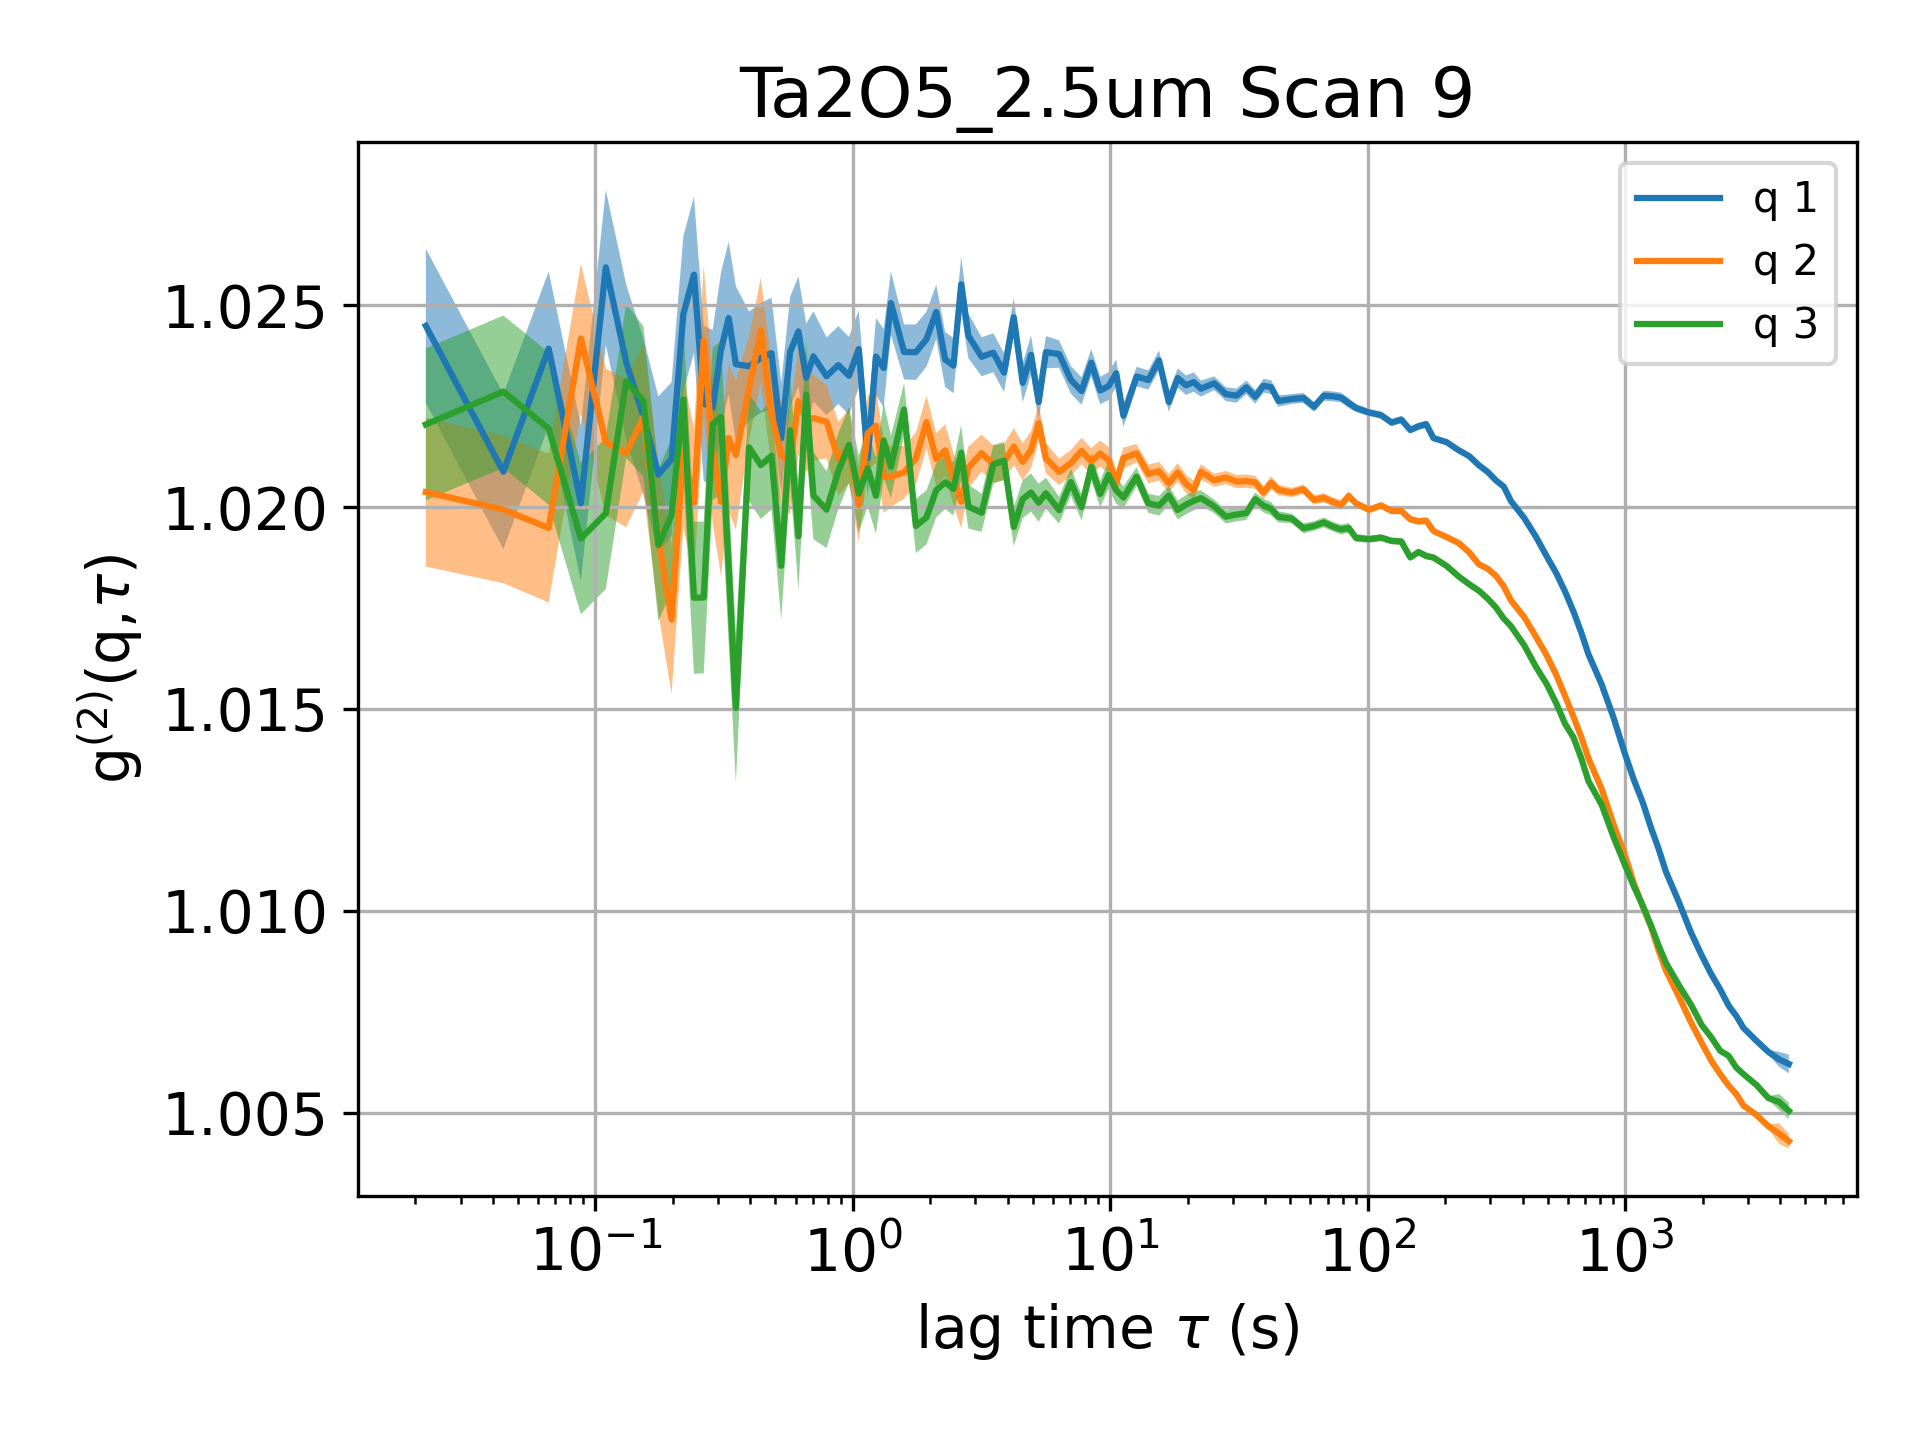 Ta2O5_2.5um Scan 9
q 1
q 2
q 3
1.025
1.020
1.015
1.010
1.005
g⁽²⁾(q,τ)
10⁻¹
10⁰
10¹
10²
10³
lag time τ (s)